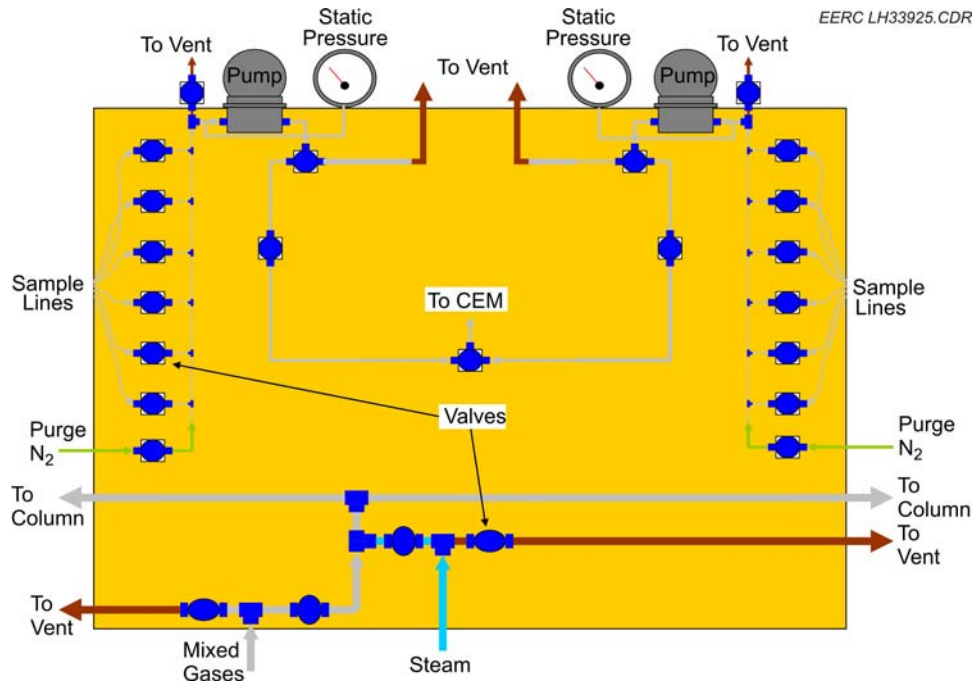 EERC LH33925.CDR
Static
Pressure
Static
Pressure
To Vent
Pump
To Vent
Pump
To Vent
Sample
Lines
To CEM
Sample
Lines
Valves
Purge
N2
Purge
N2
To
Column
To
Column
To
Vent
To
Vent
Mixed
Gases
Steam